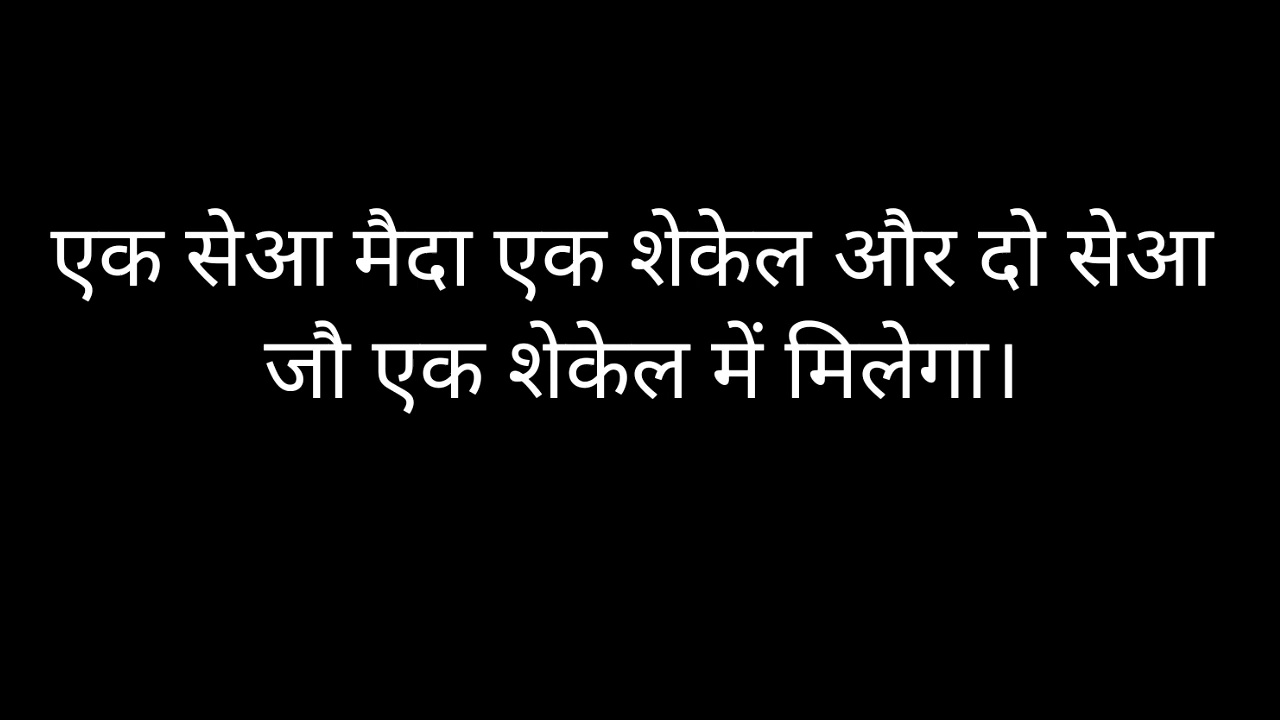 एक सेआ मैदा एक शेकेल और दो सेआ
जौ एक शेकेल में मिलेगा।